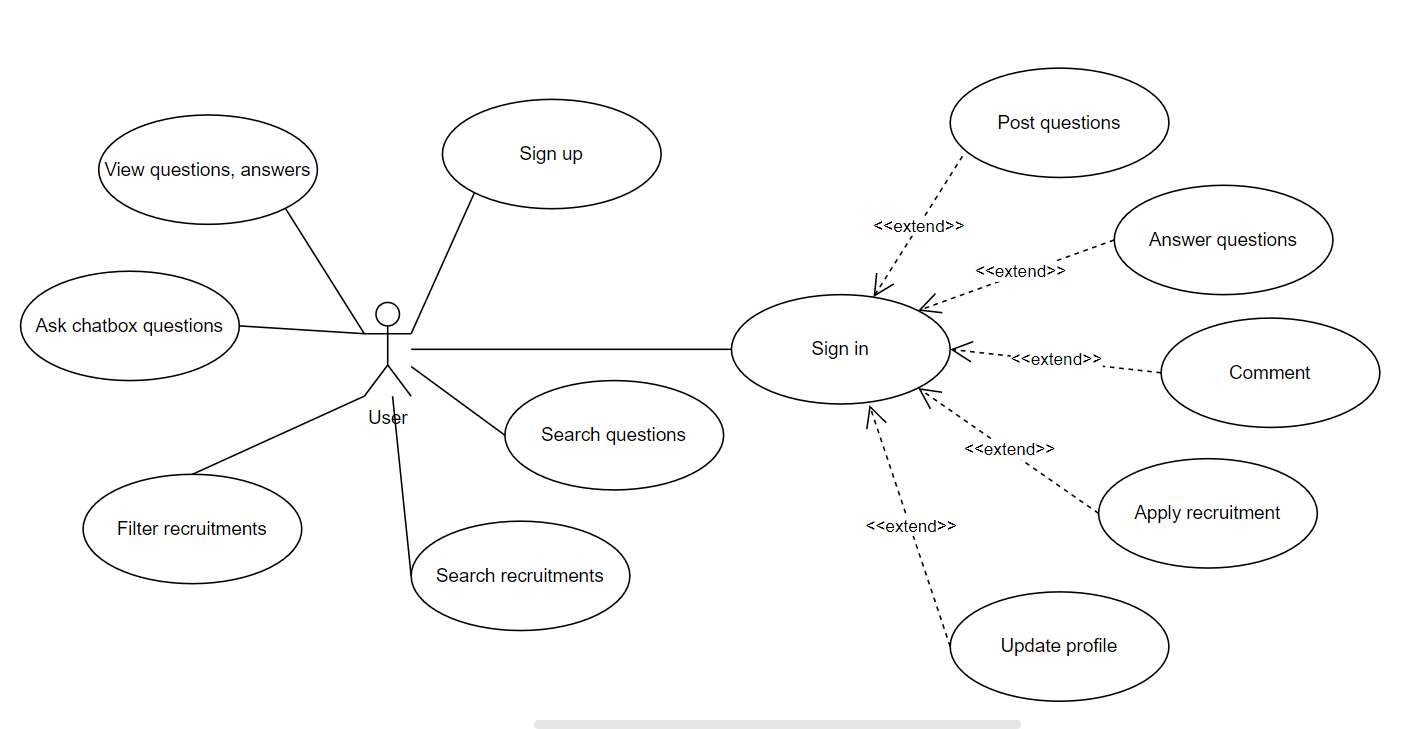 Post questions
Sign up
View questions, answers
<<extend>>
Answer questions
<<extend>>
Ask chatbox questions
Sign in
<<extend>>
Comment
User
Search questions
<<extend>>
Apply recruitment
Filter recruitments
<<extend>>
Search recruitments
Update profile